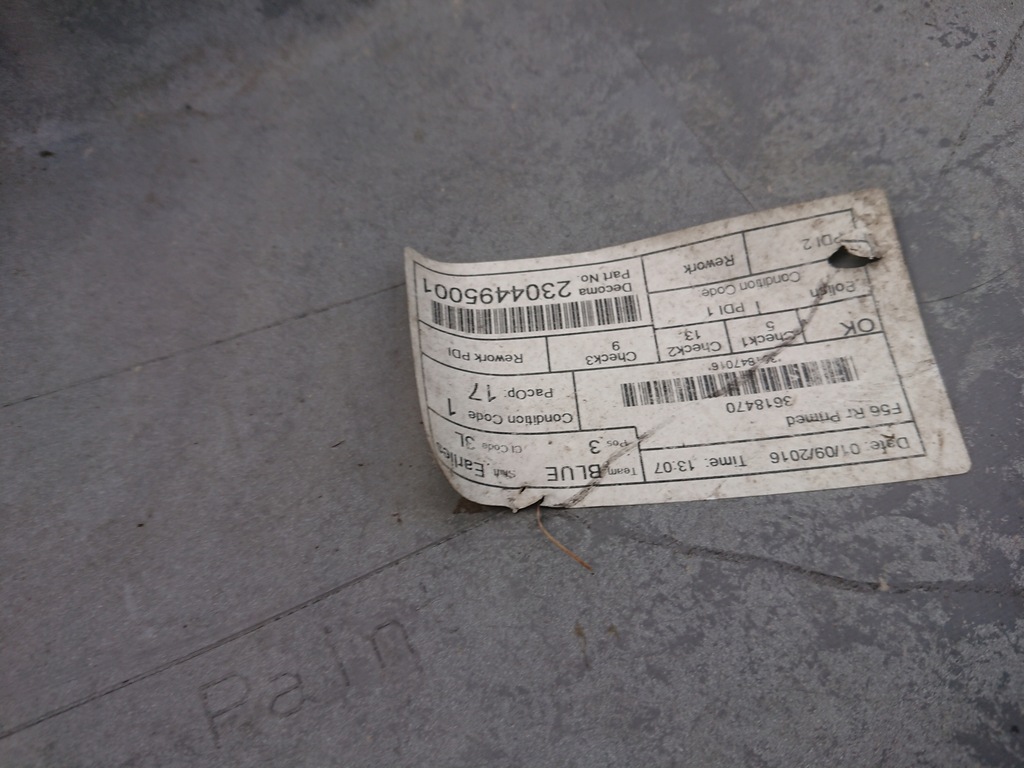 Date: 01/09/2016 Time: 13:07 Team BLUE Shift Earlies
Pos 3 CI Code 3L
F56 Rr Primed
3618470
Condition Code 1
PacOp 17
OK Check1 5 Check2 13 Check3 9 Rework PDI
Polish PDI 1
Condition Code
Decoma Part No 2304495001
PDI 2 Rework
Pain